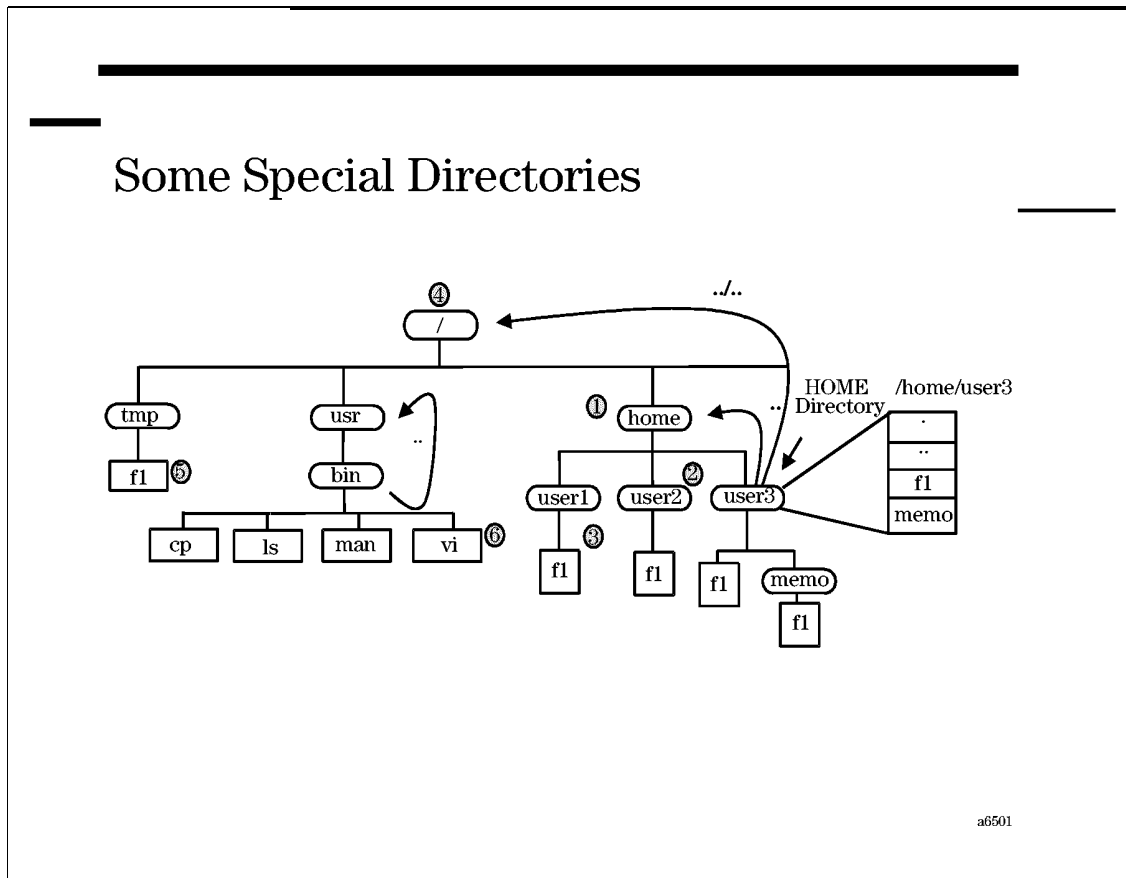 Some Special Directories
④
../..
/
HOME /home/user3
Directory
tmp
usr
..
①
home
..
.
..
f1
memo
f1
⑤
bin
②
user1
user2
user3
cp
ls
man
vi
⑥
③
f1
f1
f1
memo
f1
a6501